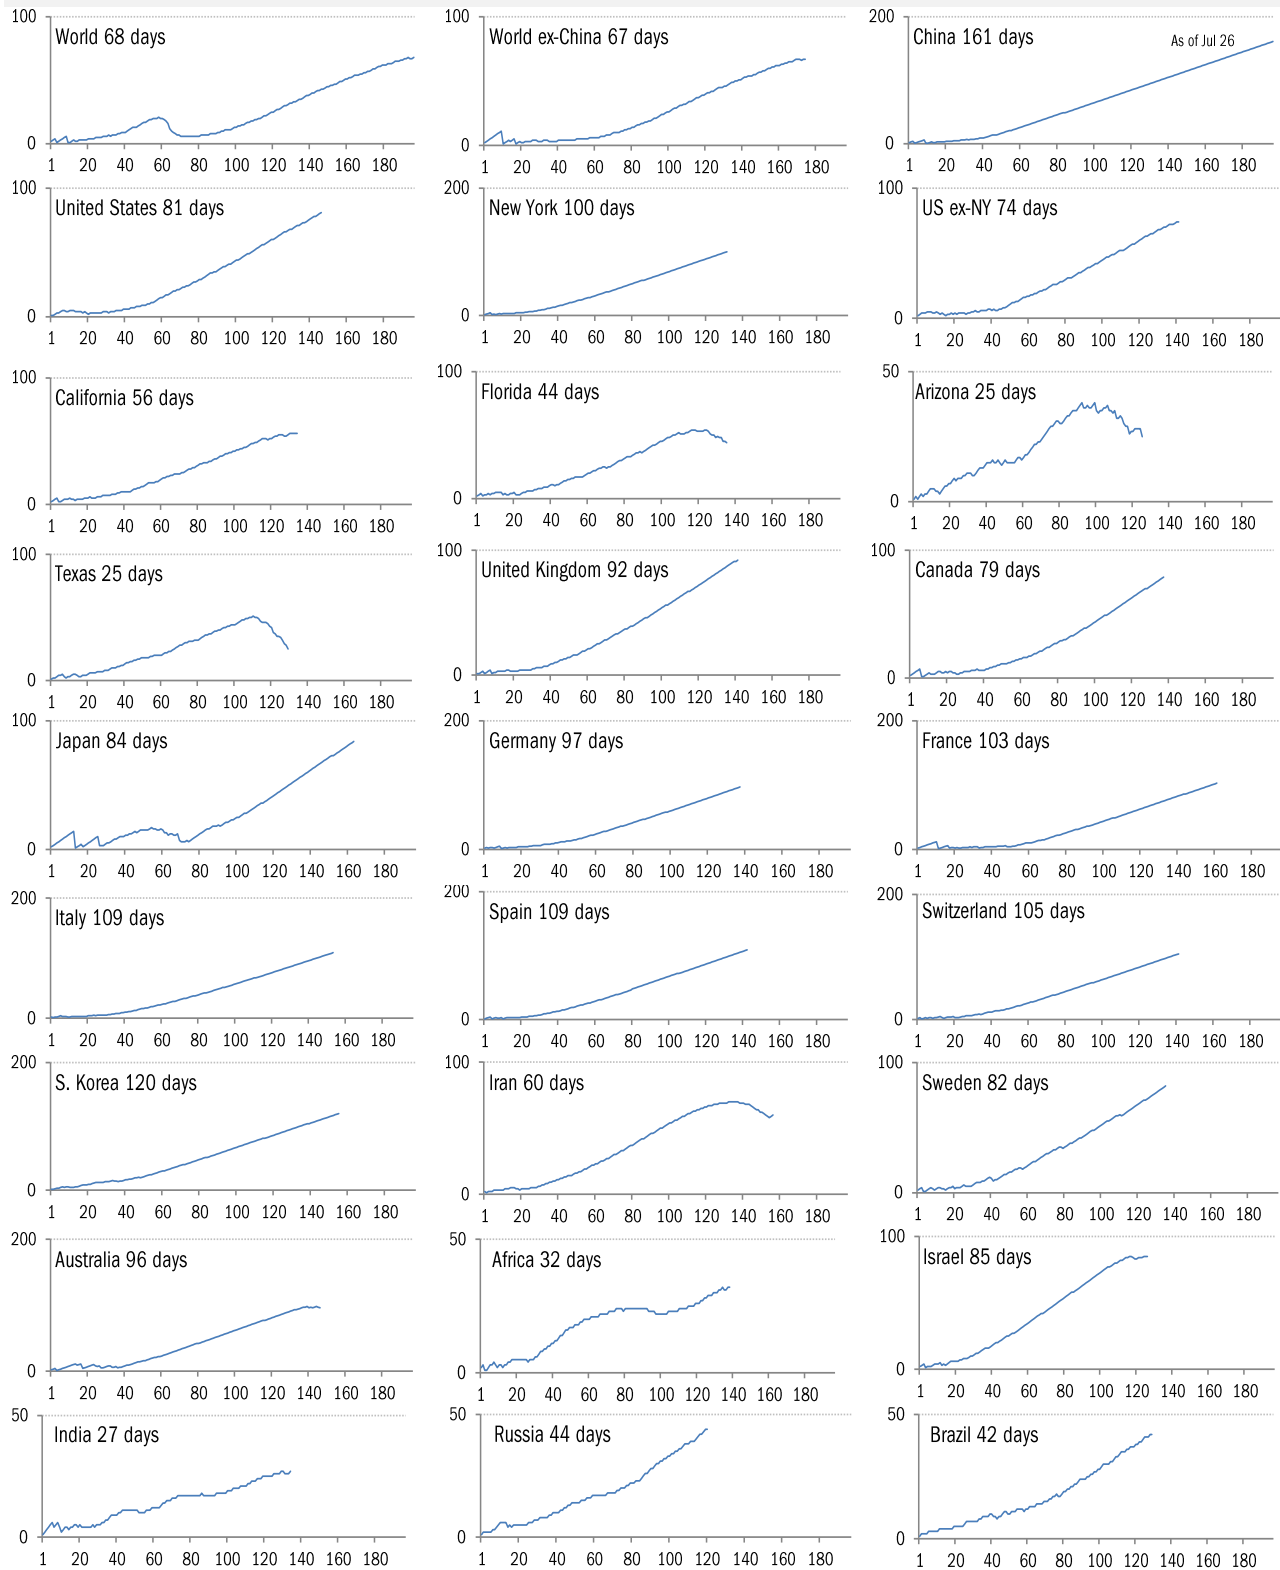 100
World 68 days
0
1 20 40 60 80 100 120 140 160 180
100
World ex-China 67 days
0
1 20 40 60 80 100 120 140 160 180
200
China 161 days
As of Jul 26
0
1 20 40 60 80 100 120 140 160 180
100
United States 81 days
0
1 20 40 60 80 100 120 140 160 180
200
New York 100 days
0
1 20 40 60 80 100 120 140 160 180
100
US ex-NY 74 days
0
1 20 40 60 80 100 120 140 160 180
100
California 56 days
0
1 20 40 60 80 100 120 140 160 180
100
Florida 44 days
0
1 20 40 60 80 100 120 140 160 180
50
Arizona 25 days
0
1 20 40 60 80 100 120 140 160 180
100
Texas 25 days
0
1 20 40 60 80 100 120 140 160 180
100
United Kingdom 92 days
0
1 20 40 60 80 100 120 140 160 180
100
Canada 79 days
0
1 20 40 60 80 100 120 140 160 180
100
Japan 84 days
0
1 20 40 60 80 100 120 140 160 180
200
Germany 97 days
0
1 20 40 60 80 100 120 140 160 180
200
France 103 days
0
1 20 40 60 80 100 120 140 160 180
200
Italy 109 days
0
1 20 40 60 80 100 120 140 160 180
200
Spain 109 days
0
1 20 40 60 80 100 120 140 160 180
200
Switzerland 105 days
0
1 20 40 60 80 100 120 140 160 180
200
S. Korea 120 days
0
1 20 40 60 80 100 120 140 160 180
100
Iran 60 days
0
1 20 40 60 80 100 120 140 160 180
100
Sweden 82 days
0
1 20 40 60 80 100 120 140 160 180
200
Australia 96 days
0
1 20 40 60 80 100 120 140 160 180
50
Africa 32 days
0
1 20 40 60 80 100 120 140 160 180
100
Israel 85 days
0
1 20 40 60 80 100 120 140 160 180
50
India 27 days
0
1 20 40 60 80 100 120 140 160 180
50
Russia 44 days
0
1 20 40 60 80 100 120 140 160 180
50
Brazil 42 days
0
1 20 40 60 80 100 120 140 160 180